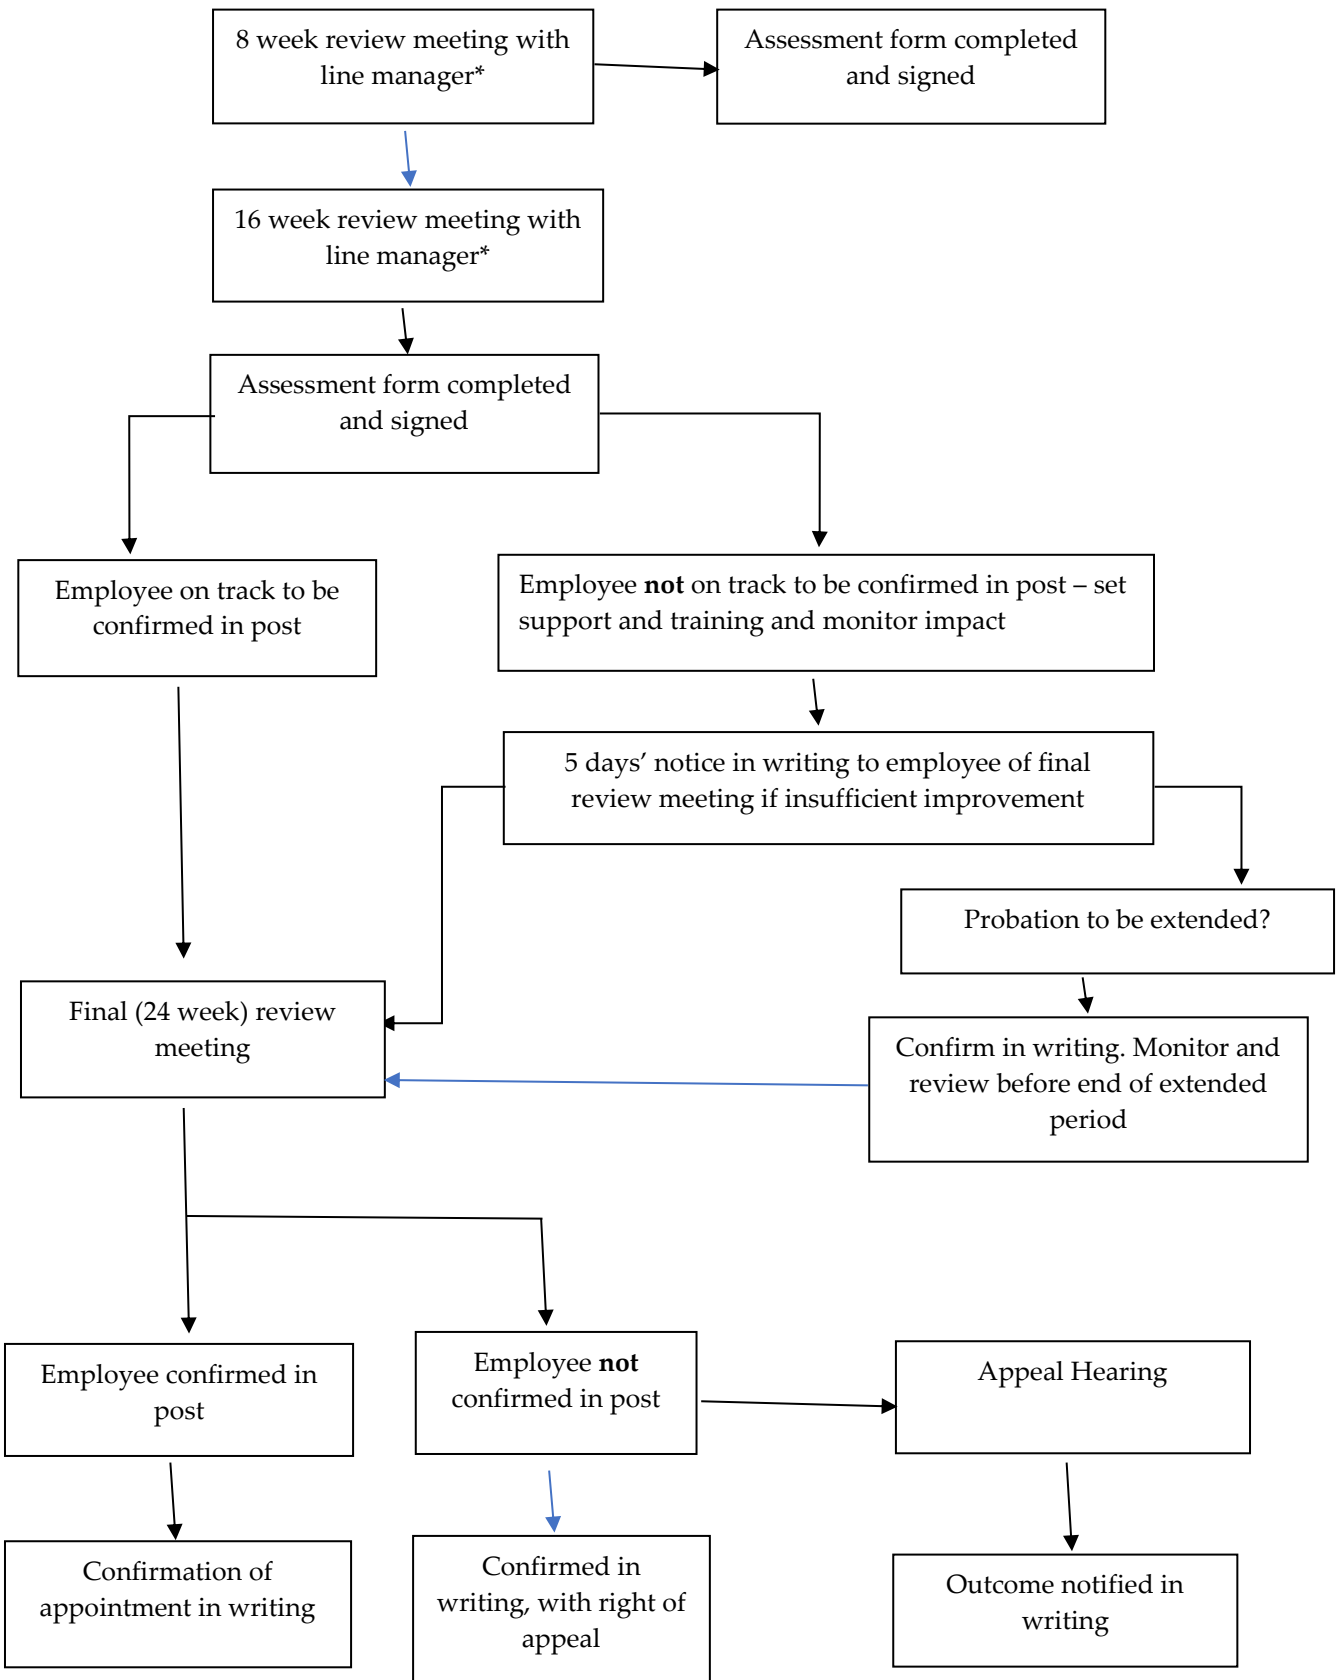 8 week review meeting with
line manager*
Assessment form completed
and signed
16 week review meeting with
line manager*
Assessment form completed
and signed
Employee on track to be
confirmed in post
Employee not on track to be confirmed in post – set
support and training and monitor impact
5 days’ notice in writing to employee of final
review meeting if insufficient improvement
Probation to be extended?
Final (24 week) review
meeting
Confirm in writing. Monitor and
review before end of extended
period
Employee confirmed in
post
Employee not
confirmed in post
Appeal Hearing
Confirmation of
appointment in writing
Confirmed in
writing, with right of
appeal
Outcome notified in
writing